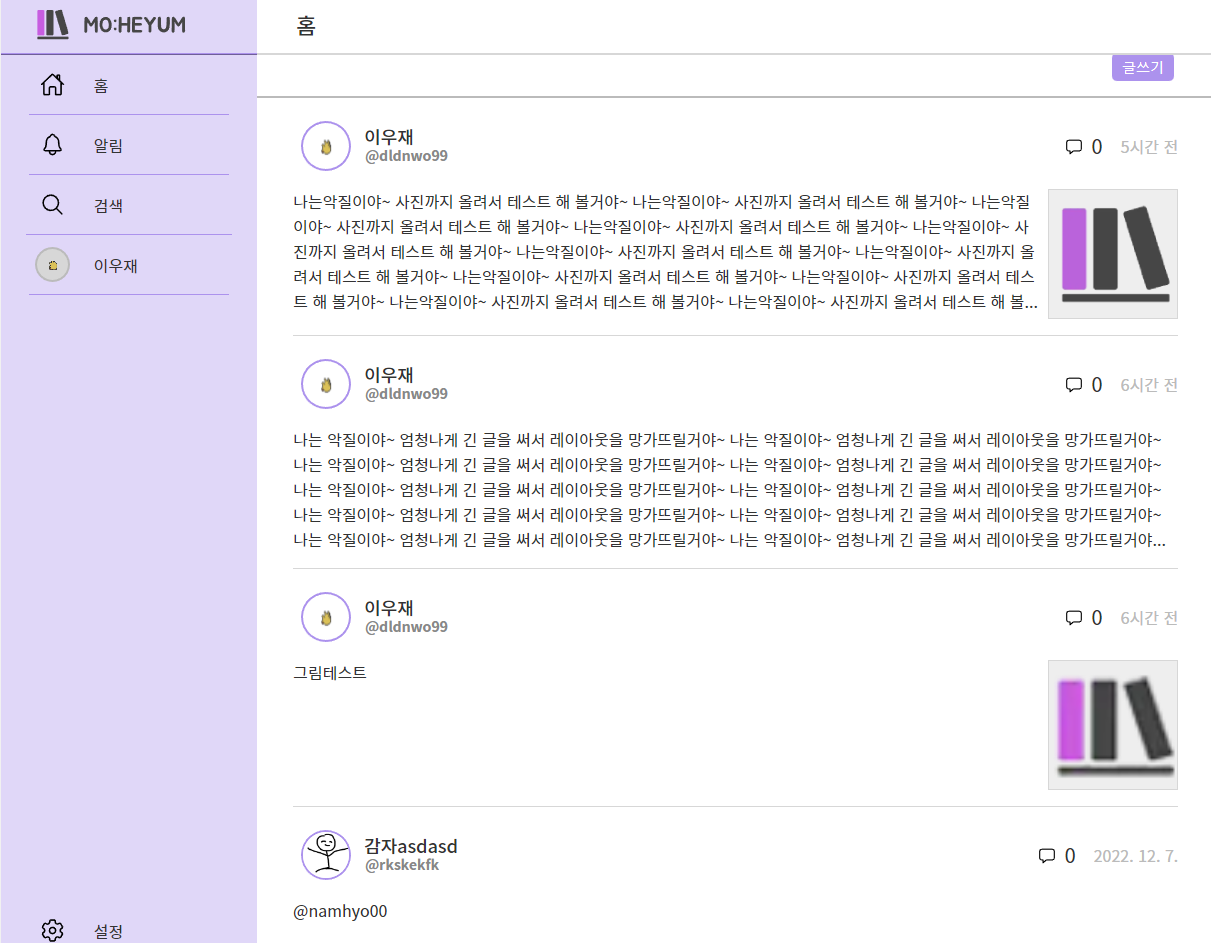 MO:HEYUM
홈
알림
검색
이우재
설정
홈
글쓰기
이우재
@dldnwo99
0 5시간 전
나는악질이야~ 사진까지 올려서 테스트 해 볼거야~ 나는악질이야~ 사진까지 올려서 테스트 해 볼거야~ 나는악질
이야~ 사진까지 올려서 테스트 해 볼거야~ 나는악질이야~ 사진까지 올려서 테스트 해 볼거야~ 나는악질이야~ 사
진까지 올려서 테스트 해 볼거야~ 나는악질이야~ 사진까지 올려서 테스트 해 볼거야~ 나는악질이야~ 사진까지 올
려서 테스트 해 볼거야~ 나는악질이야~ 사진까지 올려서 테스트 해 볼거야~ 나는악질이야~ 사진까지 올려서 테스
트 해 볼거야~ 나는악질이야~ 사진까지 올려서 테스트 해 볼거야~ 나는악질이야~ 사진까지 올려서 테스트 해 볼...
이우재
@dldnwo99
0 6시간 전
나는 악질이야~ 엄청나게 긴 글을 써서 레이아웃을 망가뜨릴거야~ 나는 악질이야~ 엄청나게 긴 글을 써서 레이아웃을 망가뜨릴거야~
나는 악질이야~ 엄청나게 긴 글을 써서 레이아웃을 망가뜨릴거야~ 나는 악질이야~ 엄청나게 긴 글을 써서 레이아웃을 망가뜨릴거야~
나는 악질이야~ 엄청나게 긴 글을 써서 레이아웃을 망가뜨릴거야~ 나는 악질이야~ 엄청나게 긴 글을 써서 레이아웃을 망가뜨릴거야~
나는 악질이야~ 엄청나게 긴 글을 써서 레이아웃을 망가뜨릴거야~ 나는 악질이야~ 엄청나게 긴 글을 써서 레이아웃을 망가뜨릴거야~
나는 악질이야~ 엄청나게 긴 글을 써서 레이아웃을 망가뜨릴거야~ 나는 악질이야~ 엄청나게 긴 글을 써서 레이아웃을 망가뜨릴거야...
이우재
@dldnwo99
0 6시간 전
그림테스트
감자asdasd
@rkskekfk
0 2022. 12. 7.
@namhyo00